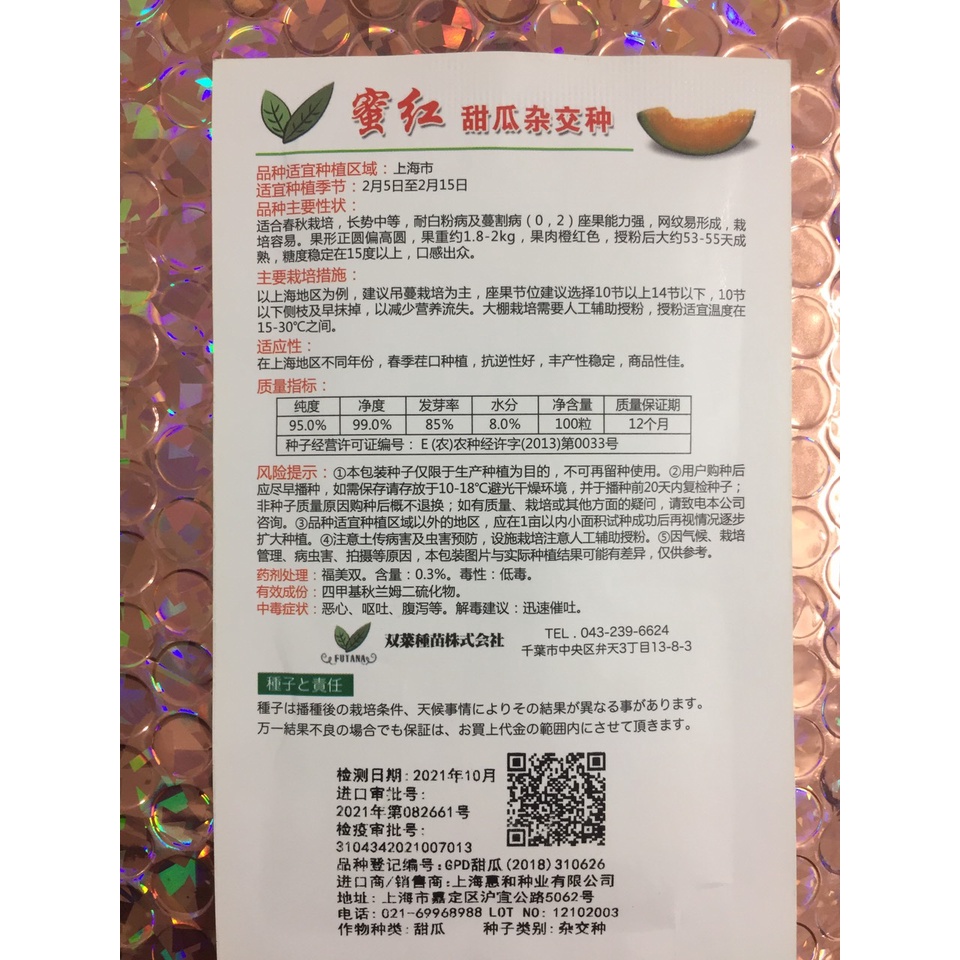 蜜红 甜瓜杂交种
品种适宜种植区域：上海市
适宜种植季节：2月5日至2月15日
品种主要性状：
适合春秋栽培，长势中等，耐白粉病及蔓割病（0，2）座果能力强，网纹易形成，栽
培容易。果形正圆偏高圆，果重约1.8-2kg，果肉橙红色，授粉后大约53-55天成
熟，糖度稳定在15度以上，口感出众。
主要栽培措施：
以上海地区为例，建议吊蔓栽培为主，座果节位建议选择10节以上14节以下，10节
以下侧枝及早抹掉，以减少营养流失。大棚栽培需要人工辅助授粉，授粉适宜温度在
15-30℃之间。
适应性：
在上海地区不同年份，春季茬口种植，抗逆性好，丰产性稳定，商品性佳。
质量指标：
纯度 净度 发芽率 水分 净含量 质量保证期
95.0% 99.0% 85% 8.0% 100粒 12个月
种子经营许可证编号：E (农)农种经许字(2013)第0033号
风险提示：①本包装种子仅限于生产种植为目的，不可再留种使用。②用户购种后
应尽早播种，如需保存请存放于10-18℃避光干燥环境，并于播种前20天内复检种子；
非种子质量原因购种后概不退换；如有质量、栽培或其他方面的疑问，请致电本公司
咨询。③品种适宜种植区域以外的地区，应在1亩以内小面积试种成功后再视情况逐步
扩大种植。④注意土传病害及虫害预防，设施栽培注意人工辅助授粉。⑤因气候、栽培
管理、病虫害、拍摄等原因，本包装图片与实际种植结果可能有差异，仅供参考。
药剂处理：福美双。含量：0.3%。毒性：低毒。
有效成份：四甲基秋兰姆二硫化物。
中毒症状：恶心、呕吐、腹泻等。解毒建议：迅速催吐。
FUTANA 双葉種苗株式会社 TEL. 043-239-6624
千葉市中央区弁天3丁目13-8-3
種子と責任
種子は播種後の栽培条件、天候事情によりその結果が異なる事があります。
万一結果不良の場合でも保証は、お買上代金の範囲内にさせて頂きます。
检测日期：2021年10月
进口审批号：
2021年第082661号
检疫审批号：
3104342021007013
品种登记编号：GPD甜瓜(2018)310626
进口商/销售商：上海惠和种业有限公司
地址：上海市嘉定区沪宜公路5062号
电话：021-69968988 LOT NO: 12102003
作物种类：甜瓜 种子类别：杂交种